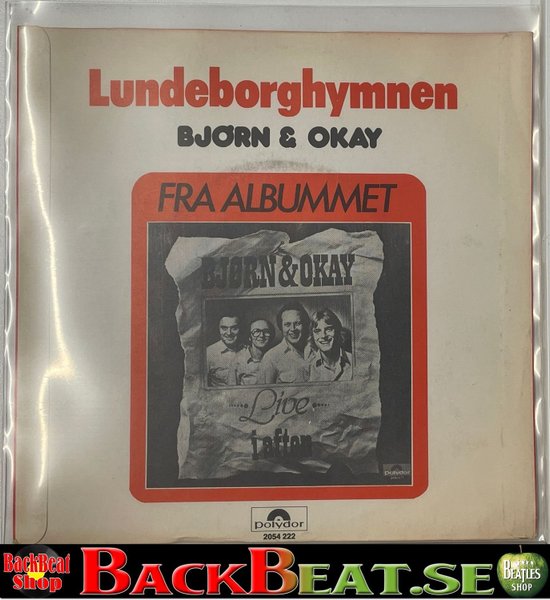 Lundeborghymnen
BJØRN & OKAY
FRA ALBUMMET
BJØRN & OKAY
Live
i aften
Polydor
polydor
2054 222
BackBeat Shop
BACKBEAT.SE
BEATLES
SHOP